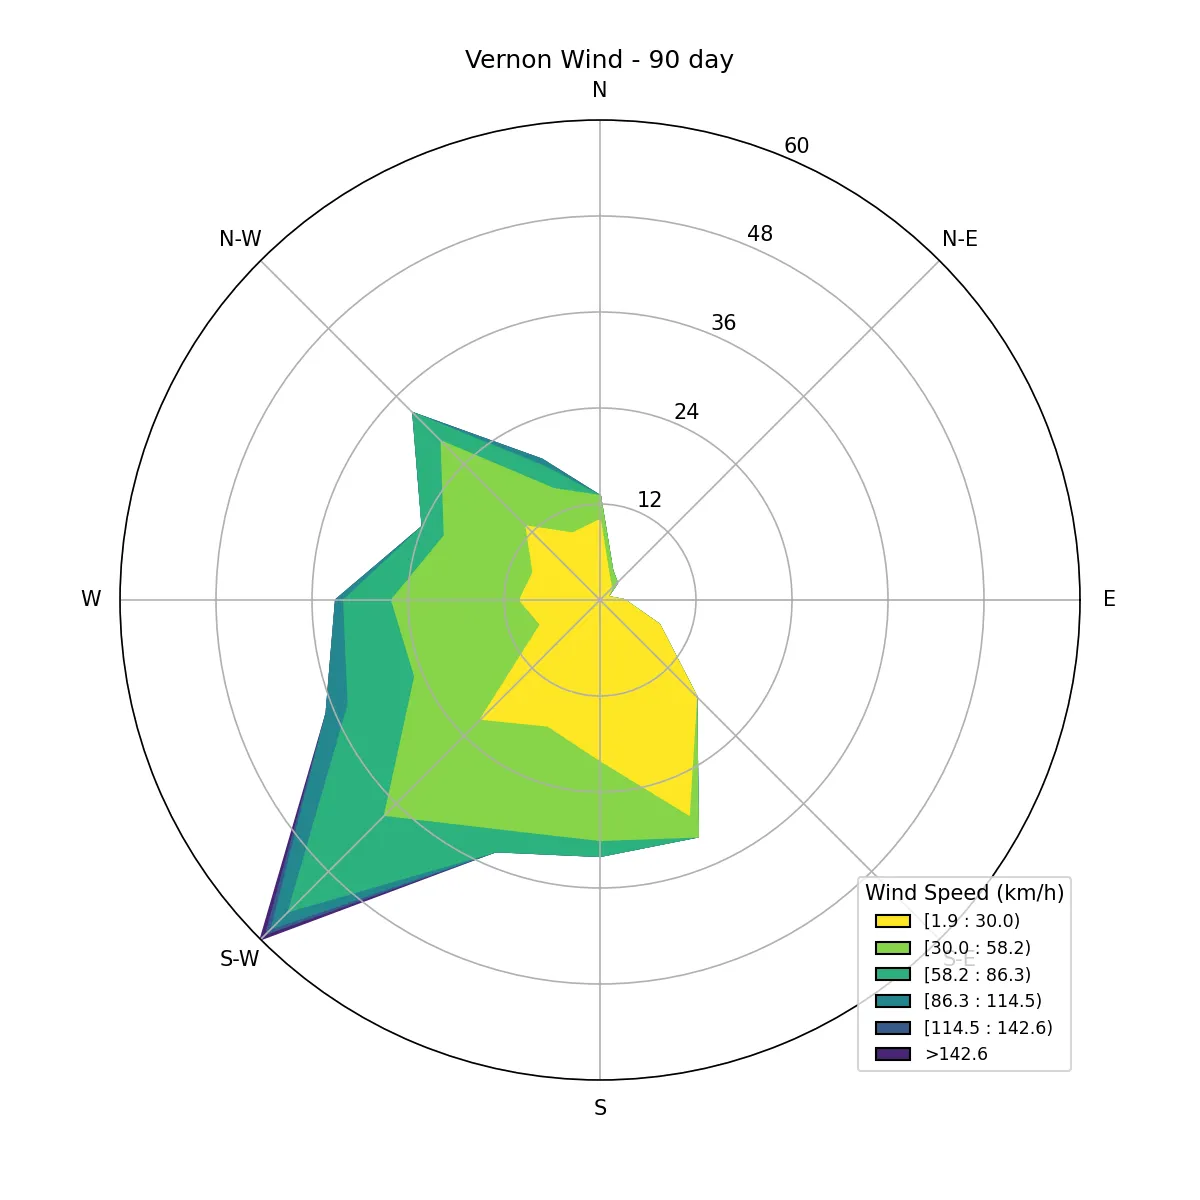 Vernon Wind - 90 day
N
60
N-W
48
N-E
36
24
12
W
E
Wind Speed (km/h)
[1.9 : 30.0)
[30.0 : 58.2)
S-W
S-E
[58.2 : 86.3)
[86.3 : 114.5)
[114.5 : 142.6)
>142.6
S